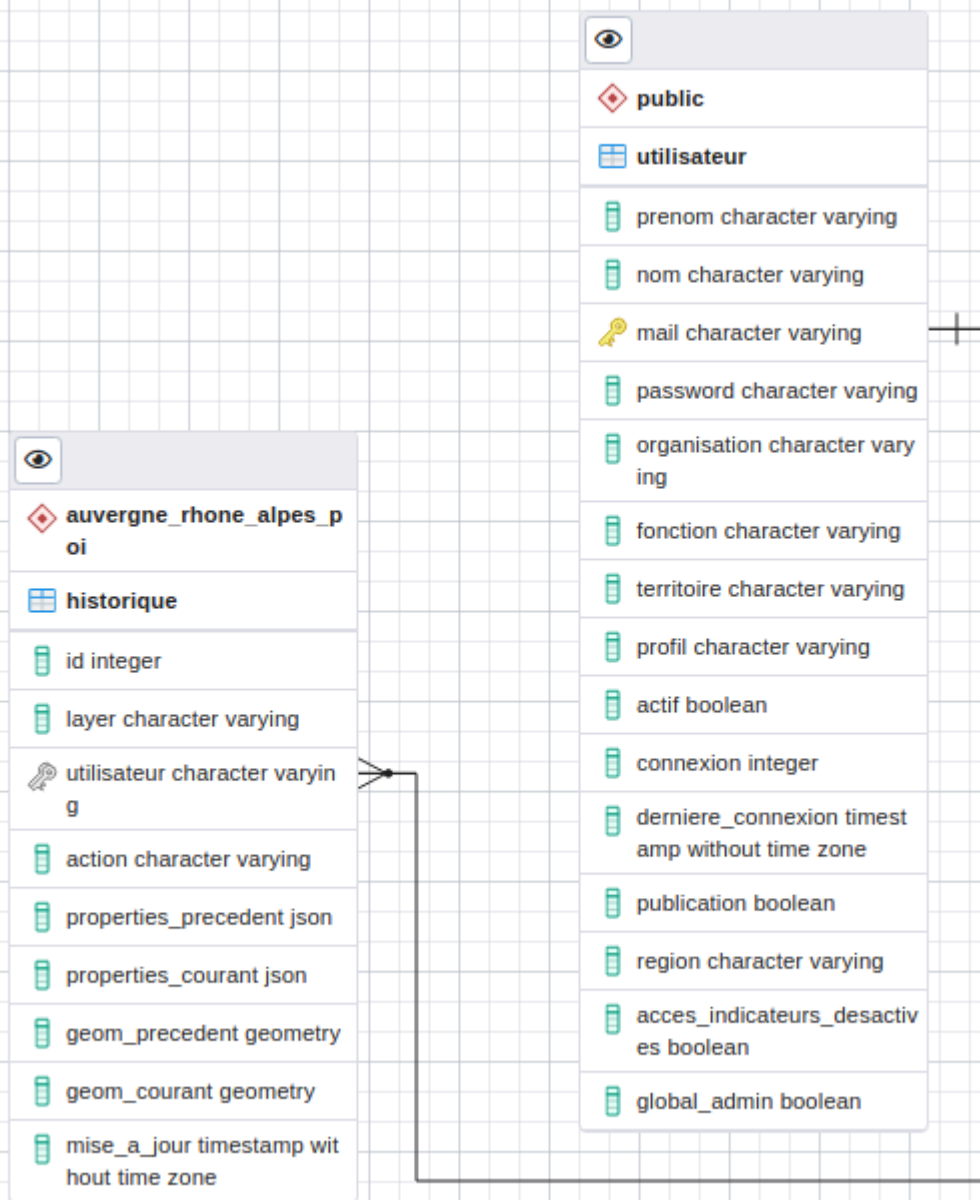 public
utilisateur
prenom character varying
nom character varying
mail character varying
password character varying
organisation character vary
ing
fonction character varying
territoire character varying
profil character varying
actif boolean
connexion integer
derniere_connexion timest
amp without time zone
publication boolean
region character varying
acces_indicateurs_desactiv
es boolean
global_admin boolean
auvergne_rhone_alpes_p
oi
historique
id integer
layer character varying
utilisateur character varyin
g
action character varying
properties_precedent json
properties_courant json
geom_precedent geometry
geom_courant geometry
mise_a_jour timestamp wit
hout time zone